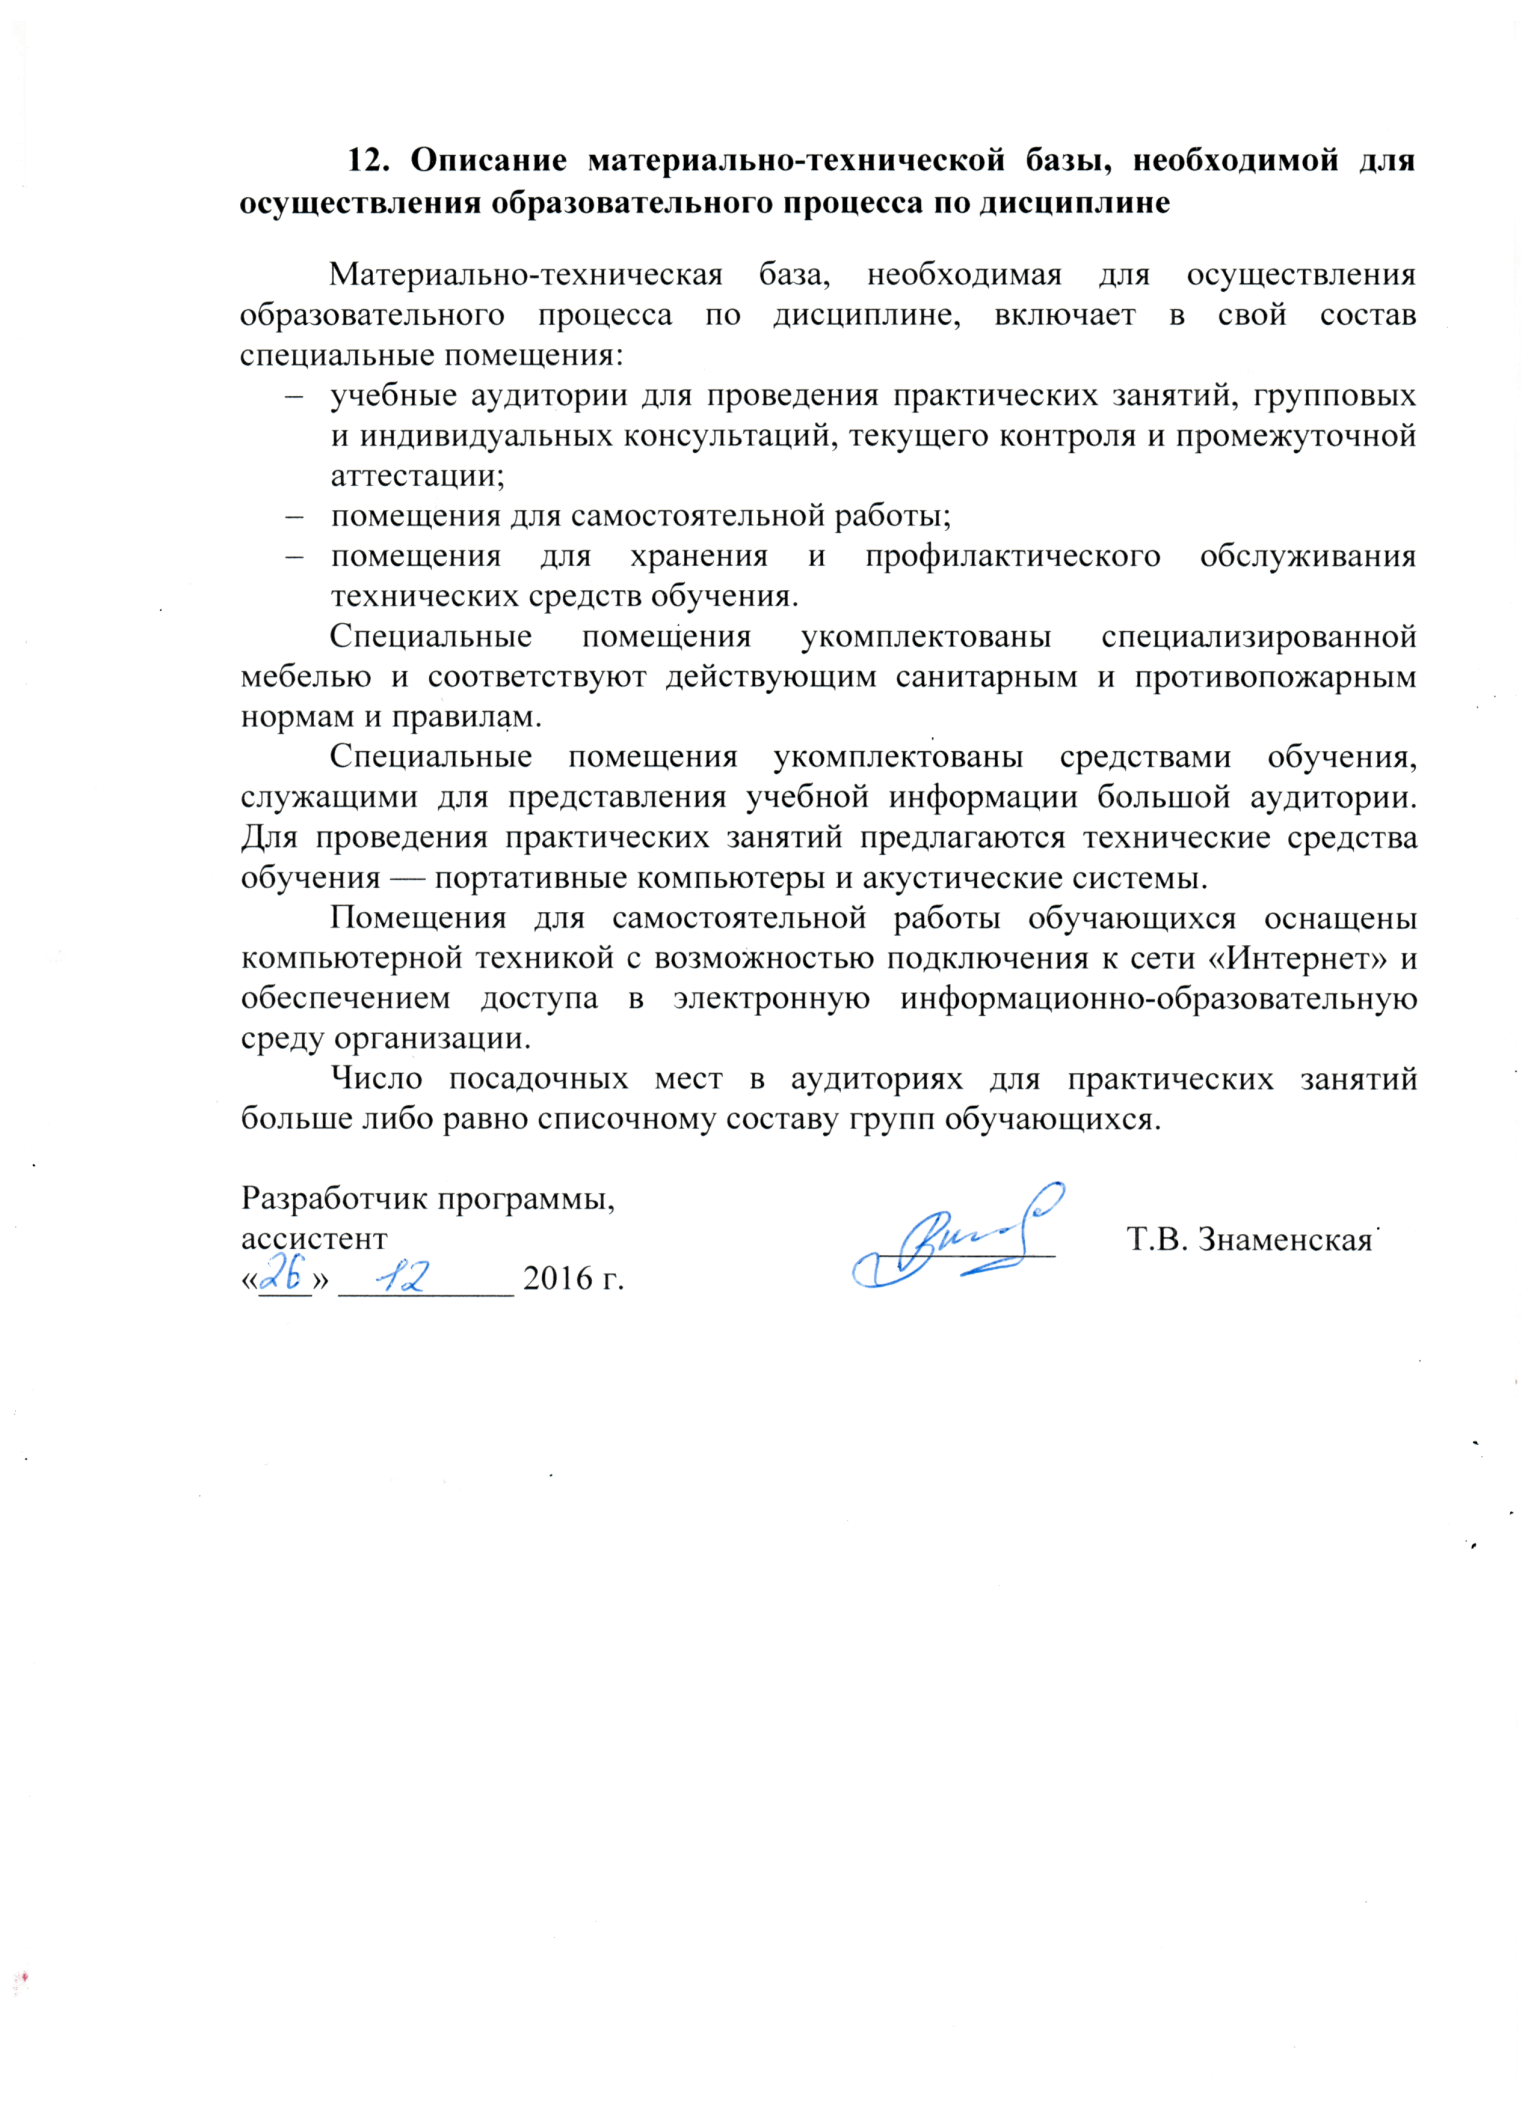 12. Описание материально-технической базы, необходимой для
осуществления образовательного процесса по дисциплине
Материально-техническая база, необходимая для осуществления
образовательного процесса по дисциплине, включает в свой состав
специальные помещения:
– учебные аудитории для проведения практических занятий, групповых
и индивидуальных консультаций, текущего контроля и промежуточной
аттестации;
– помещения для самостоятельной работы;
– помещения для хранения и профилактического обслуживания
технических средств обучения.
Специальные помещения укомплектованы специализированной
мебелью и соответствуют действующим санитарным и противопожарным
нормам и правилам.
Специальные помещения укомплектованы средствами обучения,
служащими для представления учебной информации большой аудитории.
Для проведения практических занятий предлагаются технические средства
обучения — портативные компьютеры и акустические системы.
Помещения для самостоятельной работы обучающихся оснащены
компьютерной техникой с возможностью подключения к сети «Интернет» и
обеспечением доступа в электронную информационно-образовательную
среду организации.
Число посадочных мест в аудиториях для практических занятий
больше либо равно списочному составу групп обучающихся.
Разработчик программы,
ассистент Т.В. Знаменская
«26» 12 2016 г.